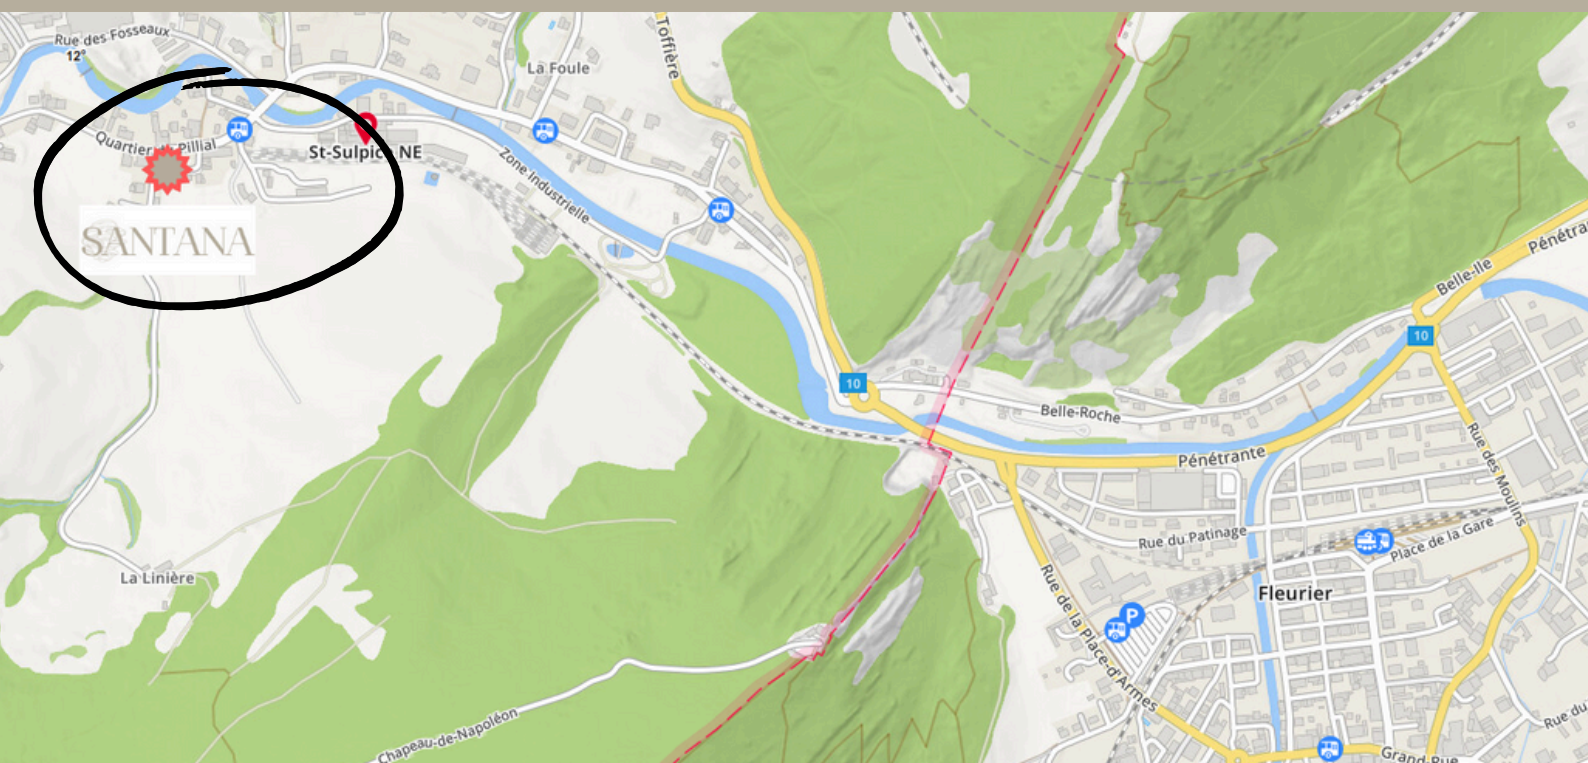 Rue des Fosseaux
12
La Foule
Toffière
Quartier du Pillial
St-Sulpice NE
Zone Industrielle
SANTANA
Pénétra
Belle-Ile
10
10
Belle-Roche
Pénétrante
Rue des Moulins
Rue du Patinage
Place de la Gare
La Linière
Fleurier
P
Rue de la Place-d'Armes
Chapeau-de-Napoléon
Rue du
Grand-Rue